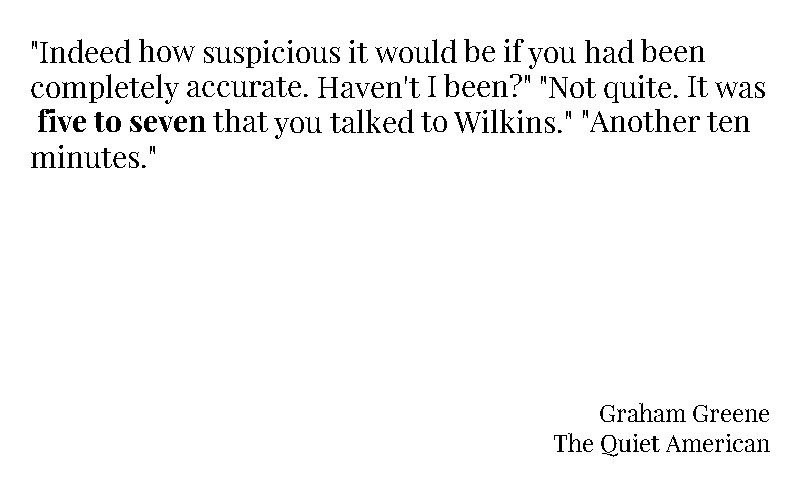 "Indeed how suspicious it would be if you had been
completely accurate. Haven't I been?" "Not quite. It was
five to seven that you talked to Wilkins." "Another ten
minutes."
Graham Greene
The Quiet American